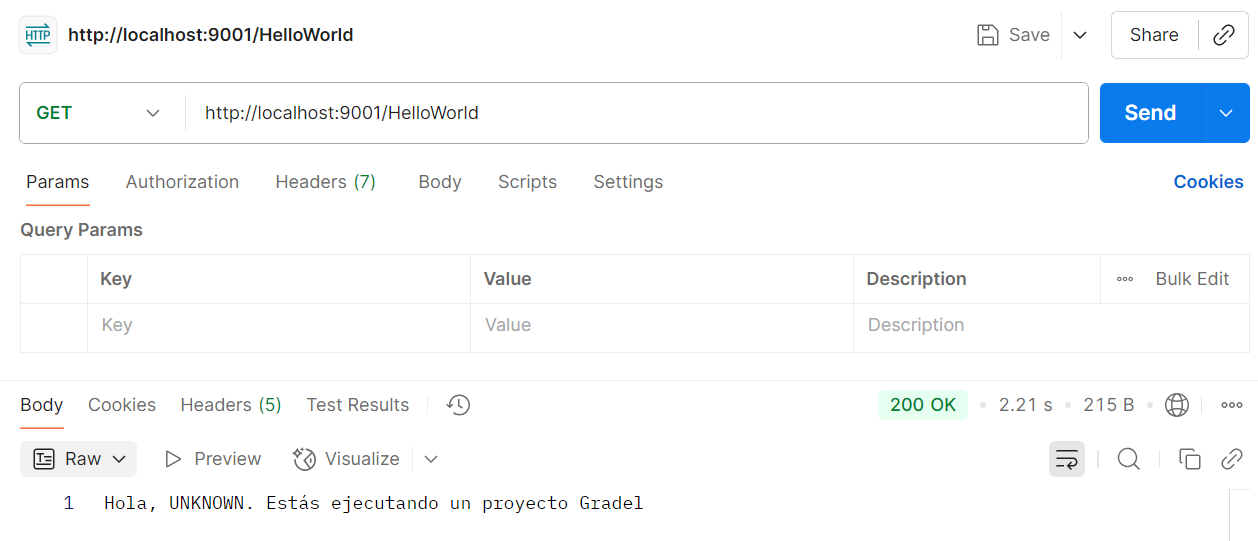 HTTP http://localhost:9001/HelloWorld Save Share
GET http://localhost:9001/HelloWorld Send
Params Authorization Headers (7) Body Scripts Settings Cookies
Query Params
Key Value Description Bulk Edit
Key Value Description
Body Cookies Headers (5) Test Results 200 OK 2.21 s 215 B
Raw Preview Visualize
1 Hola, UNKNOWN. Estás ejecutando un proyecto Gradel